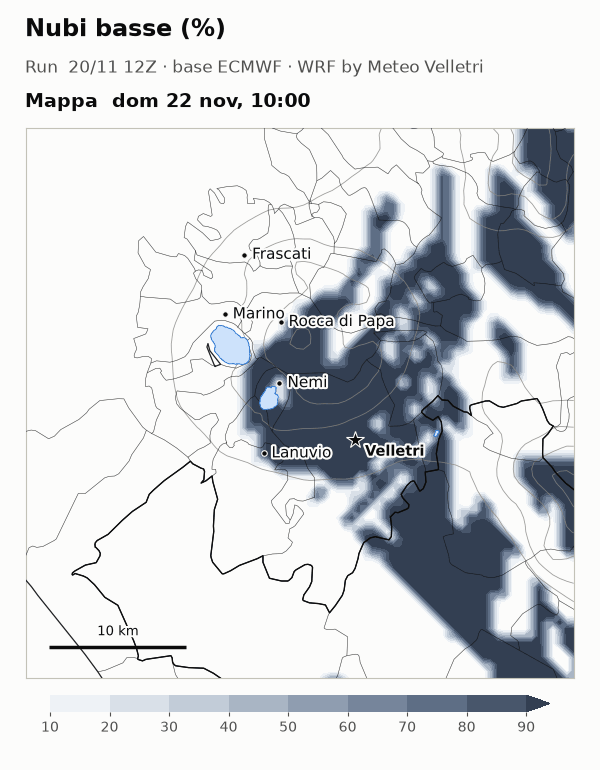 Nubi basse (%)
Run  20/11 12Z · base ECMWF · WRF by Meteo Velletri
Mappa  dom 22 nov, 10:00
Frascati
Marino
Rocca di Papa
Nemi
Velletri
Lanuvio
10 km
10 20 30 40 50 60 70 80 90